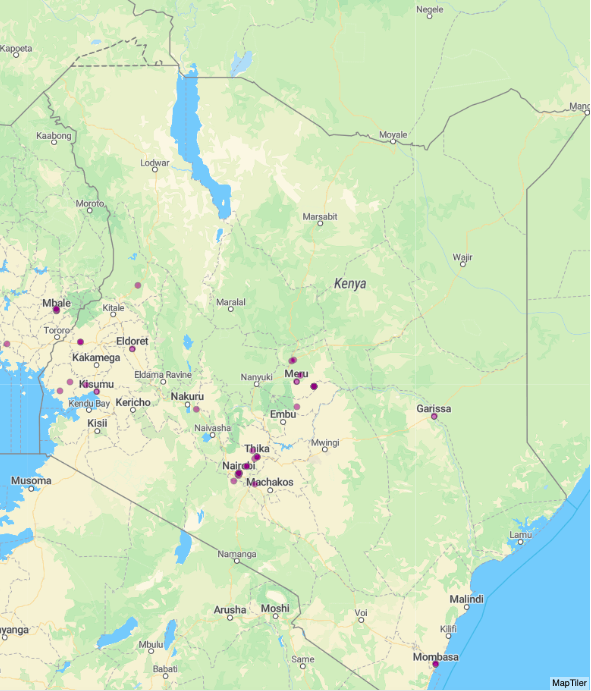 Negele
Kapoeta
Mand
Kaabong
Moyale
Lodwar
Moroto
Marsabit
Wajir
Kenya
Mbale
Maralal
Kitale
Tororo
Eldoret
Kakamega
Meru
Eldama Ravine
Nanyuki
Kisumu
Kendu Bay
Kericho
Nakuru
Garissa
Embu
Kisii
Naivasha
Mwingi
Thika
Nairobi
Musoma
Machakos
Lamu
Namanga
Malindi
Arusha
Moshi
Voi
yanga
Kilifi
Mbulu
Mombasa
Same
Babati
MapTiler